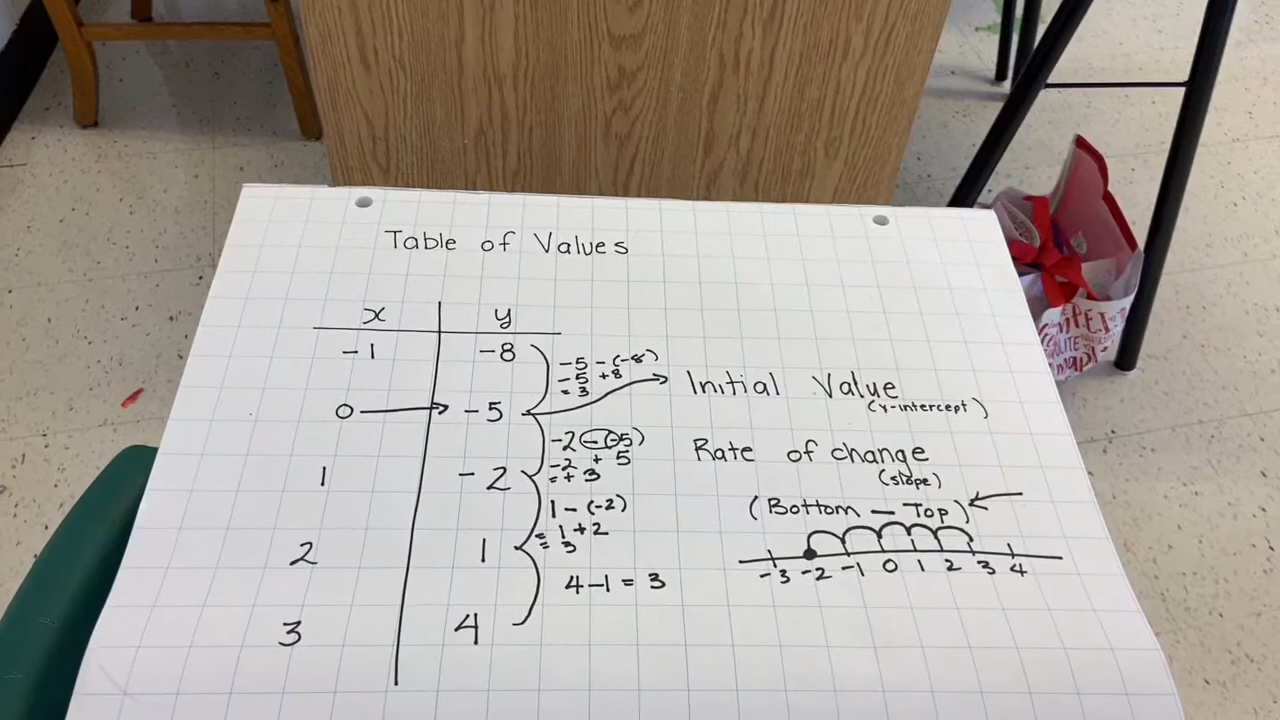 Table of Values
x y
-1 -8
-5 - (-8)
-5 +8
= 3
0 -5
Initial Value
(Y-intercept)
-2 - (-5)
-2 + 5
= + 3
Rate of change
(slope)
1 -2
1 - (-2)
= 1 + 2
= 3
(Bottom - Top)
-3 -2 -1 0 1 2 3 4
2 1
4-1 = 3
3 4
POLITE